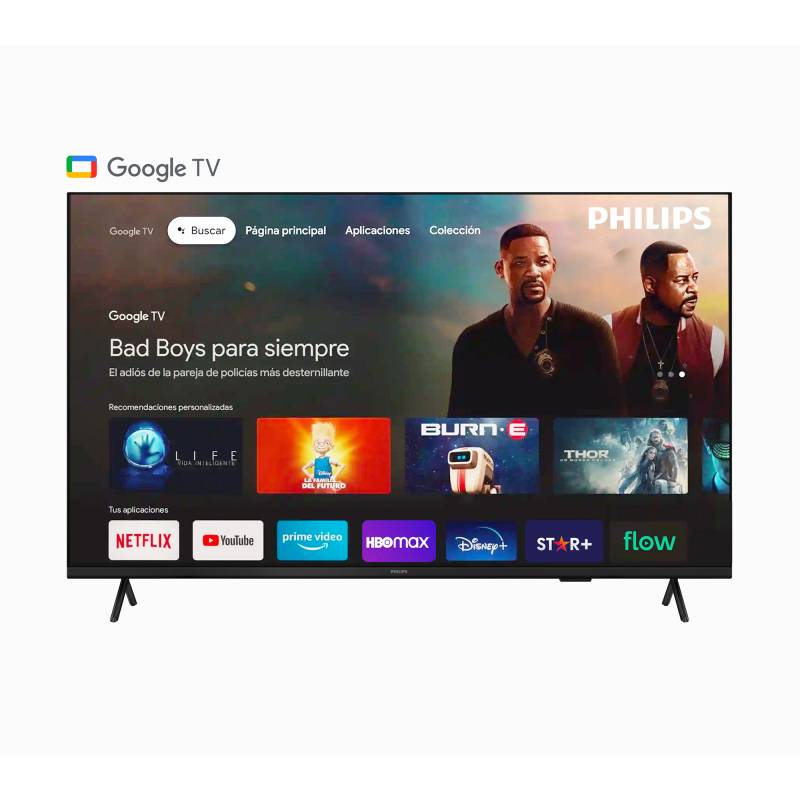 Google TV
PHILIPS
Google TV Buscar Página principal Aplicaciones Colección
Google TV
Bad Boys para siempre
El adiós de la pareja de policías más desternillante
Recomendaciones personalizadas
LIFE
VIDA INTELIGENTE
Disney
LA FAMILIA
DEL FUTURO
BURN·E
THOR
Tus aplicaciones
NETFLIX
YouTube
prime video
HBOmax
Disney+
STAR+
flow
PHILIPS